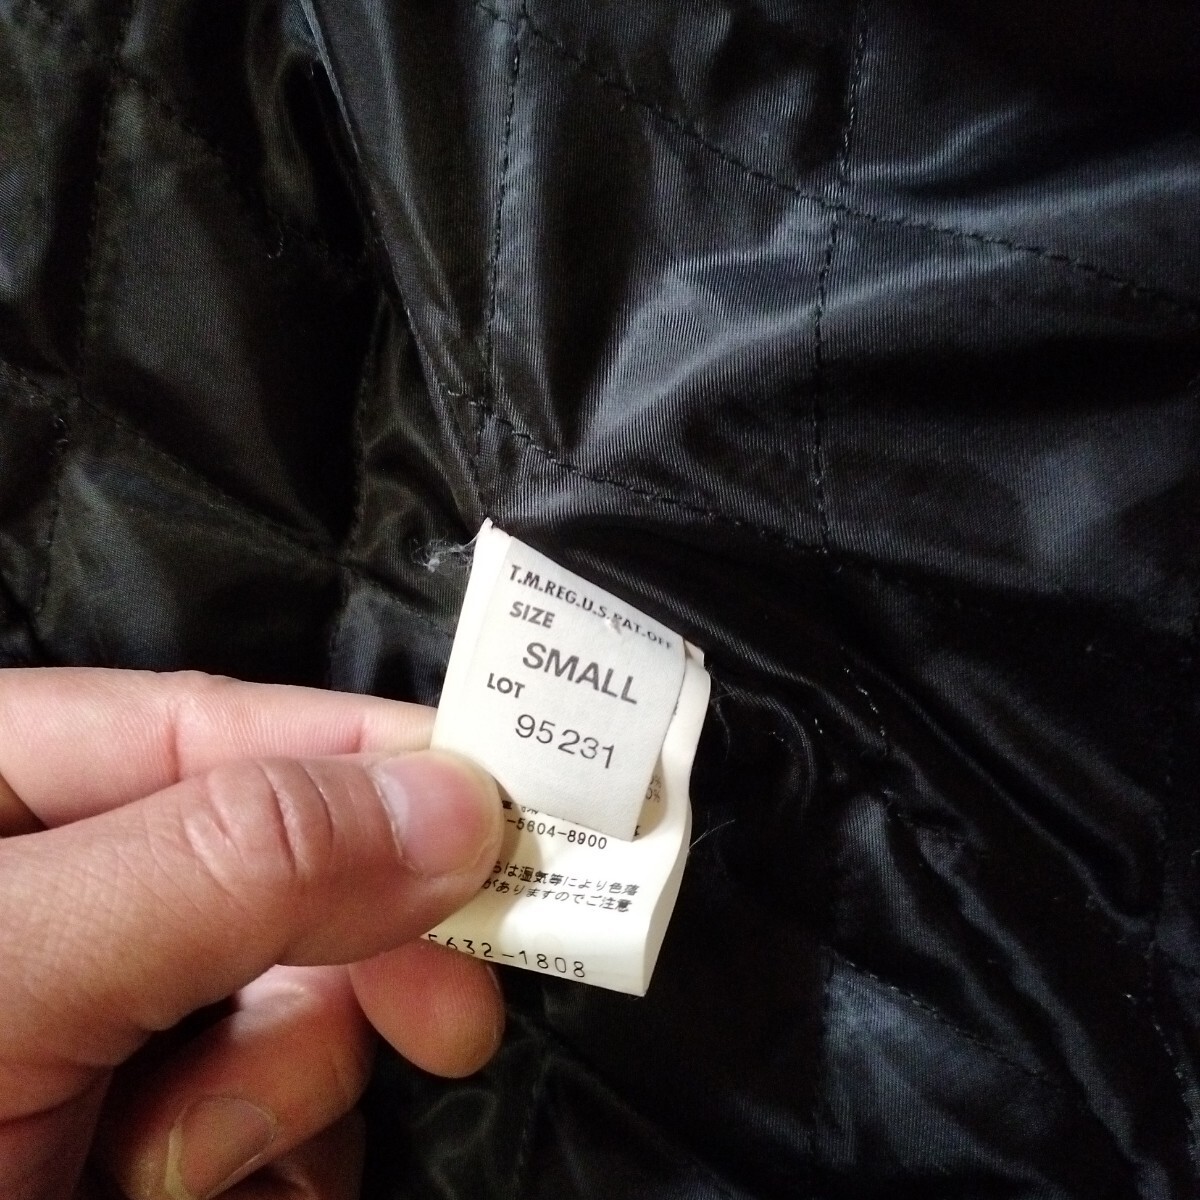 T.M.REG.U.S.PAT.OFF
SIZE
SMALL
LOT
95231
-5604-8900
らは湿気等により色落
がありますのでご注意
5632-1808